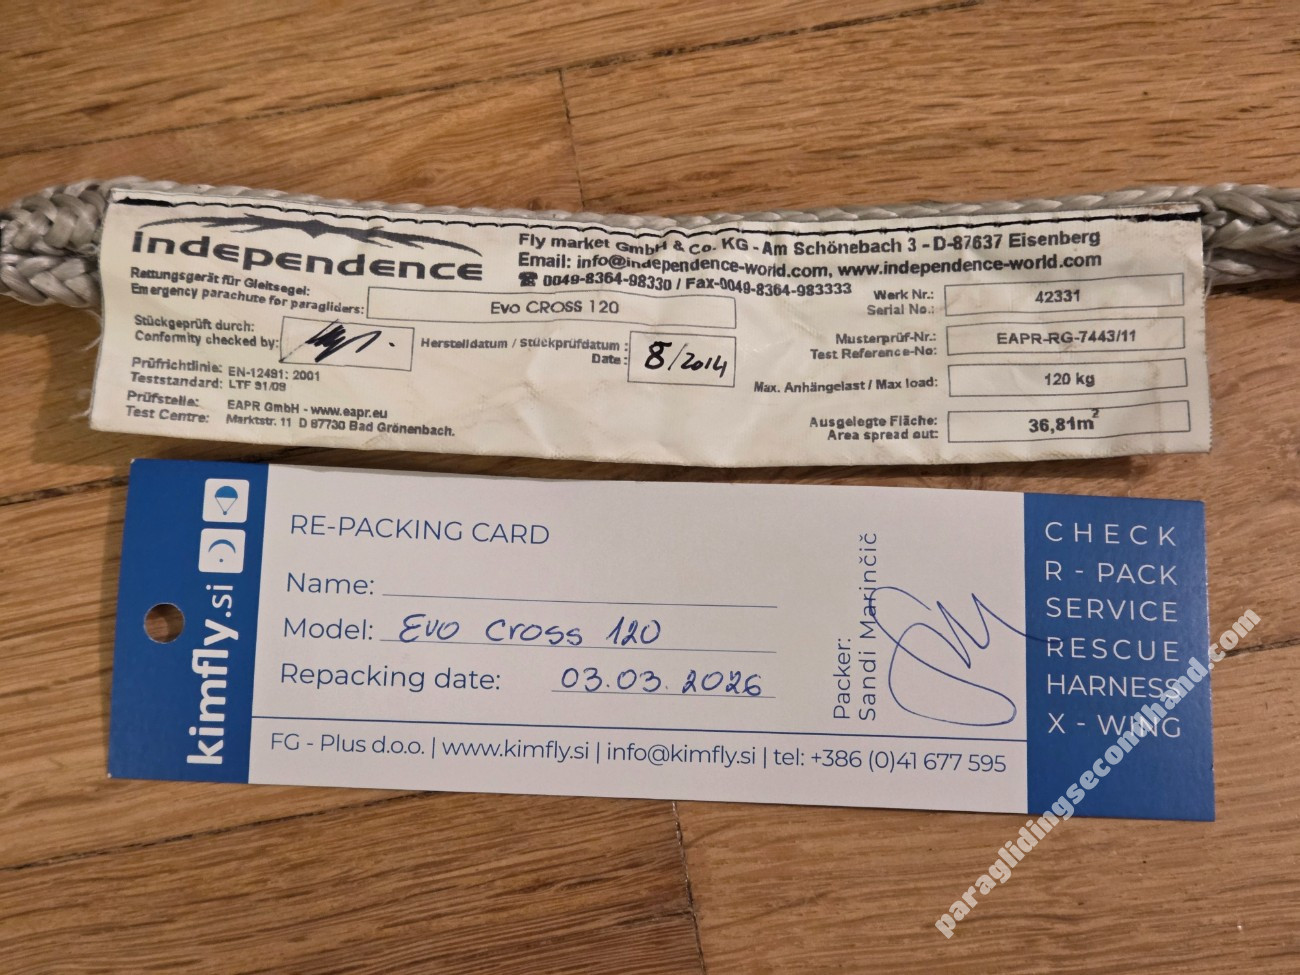 independence
Fly market GmbH & Co. KG - Am Schönebach 3 - D-87637 Eisenberg
Email: info@independence-world.com, www.independence-world.com
☎ 0049-8364-98330 / Fax-0049-8364-983333
Rettungsgerät für Gleitsegel:
Emergency parachute for paragliders:
Evo CROSS 120
Werk Nr.:
Serial No.:
42331
Stückgeprüft durch:
Conformity checked by:
Herstelldatum / Stückprüfdatum :
Date :
8/2014
Musterprüf-Nr.:
Test Reference-No:
EAPR-RG-7443/11
Prüfrichtlinie: EN-12491: 2001
Teststandard: LTF 91/09
Max. Anhängelast / Max load:
120 kg
Prüfstelle: EAPR GmbH - www.eapr.eu
Test Centre: Marktstr. 11 D 87730 Bad Grönenbach.
Ausgelegte Fläche:
Area spread out:
36,81m²
kimfly.si
RE-PACKING CARD
Name:
Model: Evo Cross 120
Repacking date: 03.03.2026
Packer:
Sandi Marinčič
FG - Plus d.o.o. | www.kimfly.si | info@kimfly.si | tel: +386 (0)41 677 595
CHECK
R - PACK
SERVICE
RESCUE
HARNESS
X - WING
paraglidingsecondhand.com